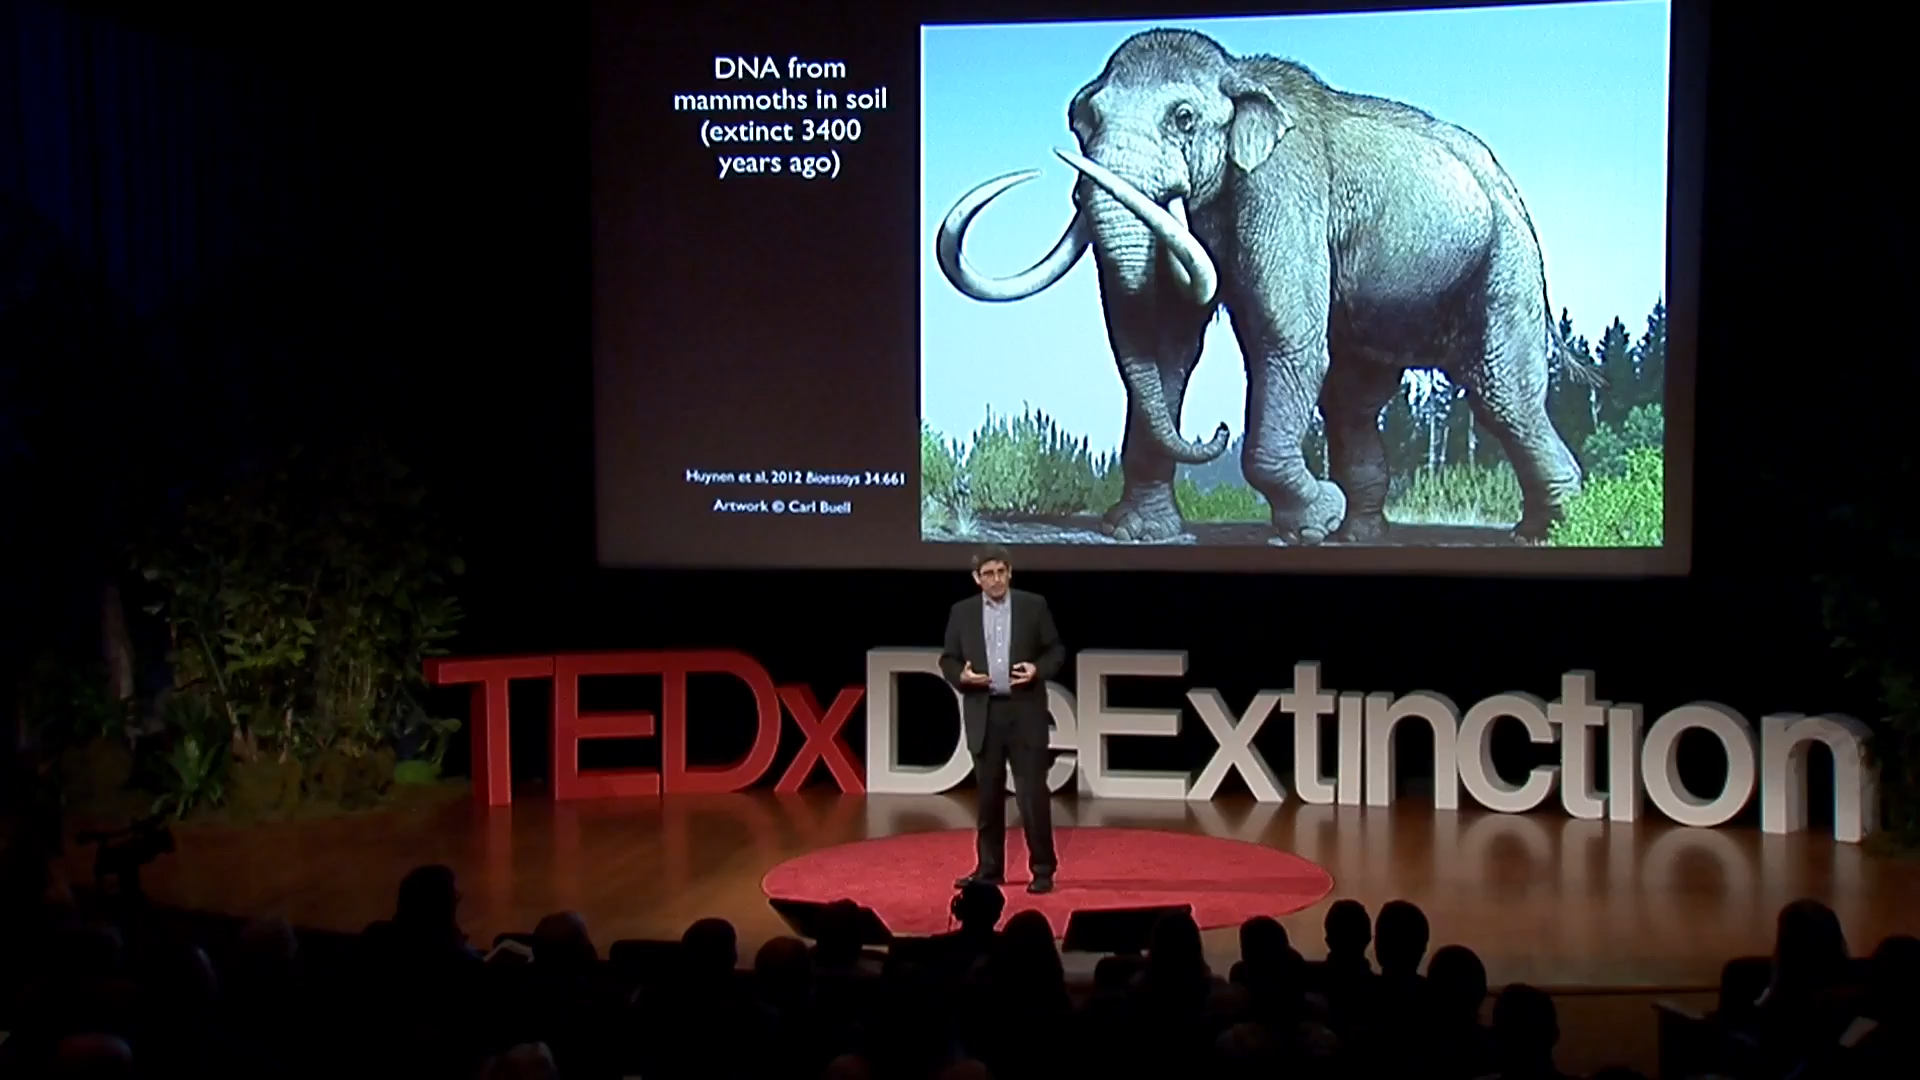 DNA from
mammoths in soil
(extinct 3400
years ago)
Huynen et al, 2012 Bioessays 34:661
Artwork © Carl Buell
TEDxDeExtinction